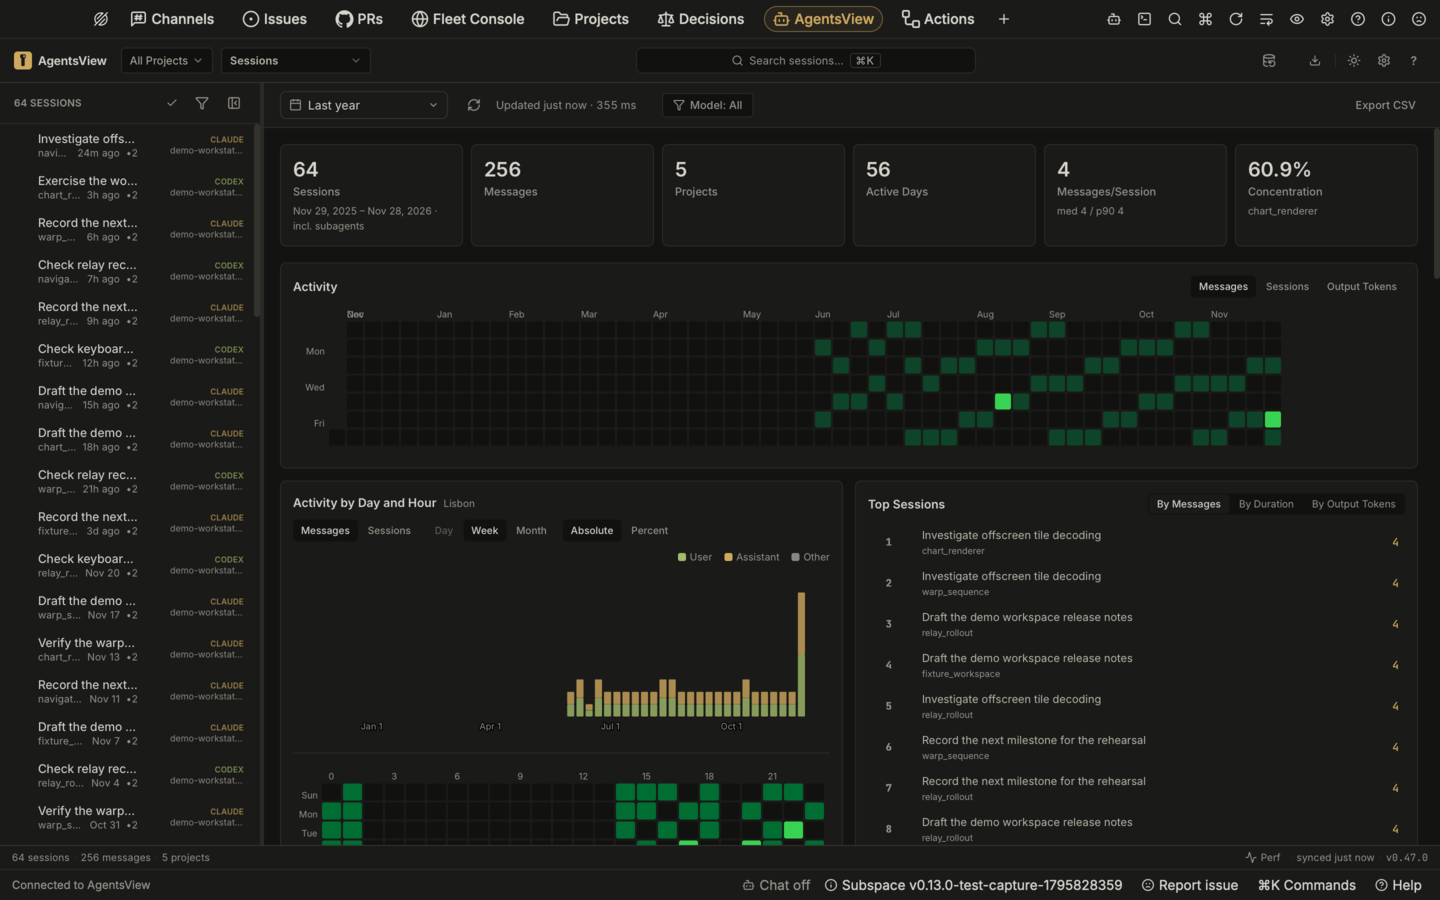 Channels Issues PRs Fleet Console Projects Decisions AgentsView Actions +
AgentsView All Projects Sessions Search sessions... ⌘K ?
64 SESSIONS
Last year Updated just now · 355 ms Model: All Export CSV
Investigate offs... CLAUDE
navi... 24m ago •2 demo-workstat...
Exercise the wo... CODEX
chart_r... 3h ago •2 demo-workstat...
Record the next... CLAUDE
warp_... 6h ago •2 demo-workstat...
Check relay rec... CODEX
naviga... 7h ago •2 demo-workstat...
Record the next... CLAUDE
relay_r... 9h ago •2 demo-workstat...
Check keyboar... CODEX
fixtur... 12h ago •2 demo-workstat...
Draft the demo ... CLAUDE
navig... 15h ago •2 demo-workstat...
Draft the demo ... CLAUDE
chart_... 18h ago •2 demo-workstat...
Check relay rec... CODEX
warp_... 21h ago •2 demo-workstat...
Record the next... CLAUDE
fixture... 3d ago •2 demo-workstat...
Check keyboar... CODEX
relay_r... Nov 20 •2 demo-workstat...
Draft the demo ... CLAUDE
warp_s... Nov 17 •2 demo-workstat...
Verify the warp... CLAUDE
chart_r... Nov 13 •2 demo-workstat...
Record the next... CLAUDE
navigat... Nov 11 •2 demo-workstat...
Draft the demo ... CLAUDE
fixture_... Nov 7 •2 demo-workstat...
Check relay rec... CODEX
relay_ro... Nov 4 •2 demo-workstat...
Verify the warp... CLAUDE
warp_s... Oct 31 •2 demo-workstat...
64
Sessions
Nov 29, 2025 – Nov 28, 2026 ·
incl. subagents
256
Messages
5
Projects
56
Active Days
4
Messages/Session
med 4 / p90 4
60.9%
Concentration
chart_renderer
Activity Messages Sessions Output Tokens
Jan Feb Mar Apr May Jun Jul Aug Sep Oct Nov
Mon
Wed
Fri
Activity by Day and Hour Lisbon
Messages Sessions Day Week Month Absolute Percent
User Assistant Other
Jan 1 Apr 1 Jul 1 Oct 1
0 3 6 9 12 15 18 21
Sun
Mon
Tue
Top Sessions By Messages By Duration By Output Tokens
1 Investigate offscreen tile decoding 4
chart_renderer
2 Investigate offscreen tile decoding 4
warp_sequence
3 Draft the demo workspace release notes 4
relay_rollout
4 Draft the demo workspace release notes 4
fixture_workspace
5 Investigate offscreen tile decoding 4
relay_rollout
6 Record the next milestone for the rehearsal 4
warp_sequence
7 Record the next milestone for the rehearsal 4
relay_rollout
8 Draft the demo workspace release notes 4
relay_rollout
64 sessions 256 messages 5 projects Perf synced just now v0.47.0
Connected to AgentsView Chat off Subspace v0.13.0-test-capture-1795828359 Report issue ⌘K Commands Help